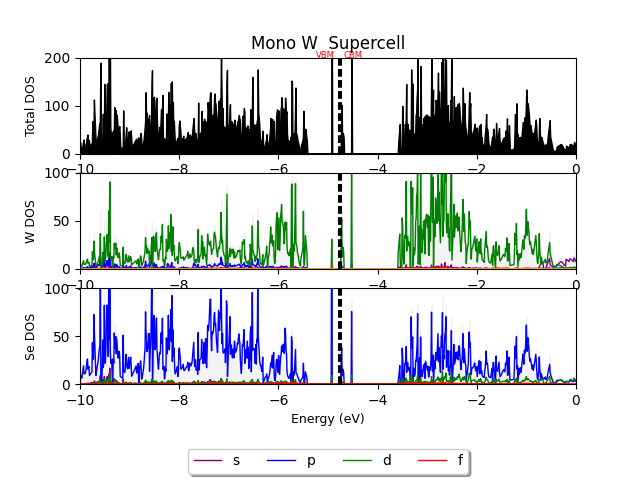 Mono W Supercell
VBM CBM
200
100
0
Total DOS
−10 −8 −6 −4 −2 0
100
50
0
W DOS
−10 −8 −6 −4 −2 0
100
50
0
Se DOS
−10 −8 −6 −4 −2 0
Energy (eV)
s p d f